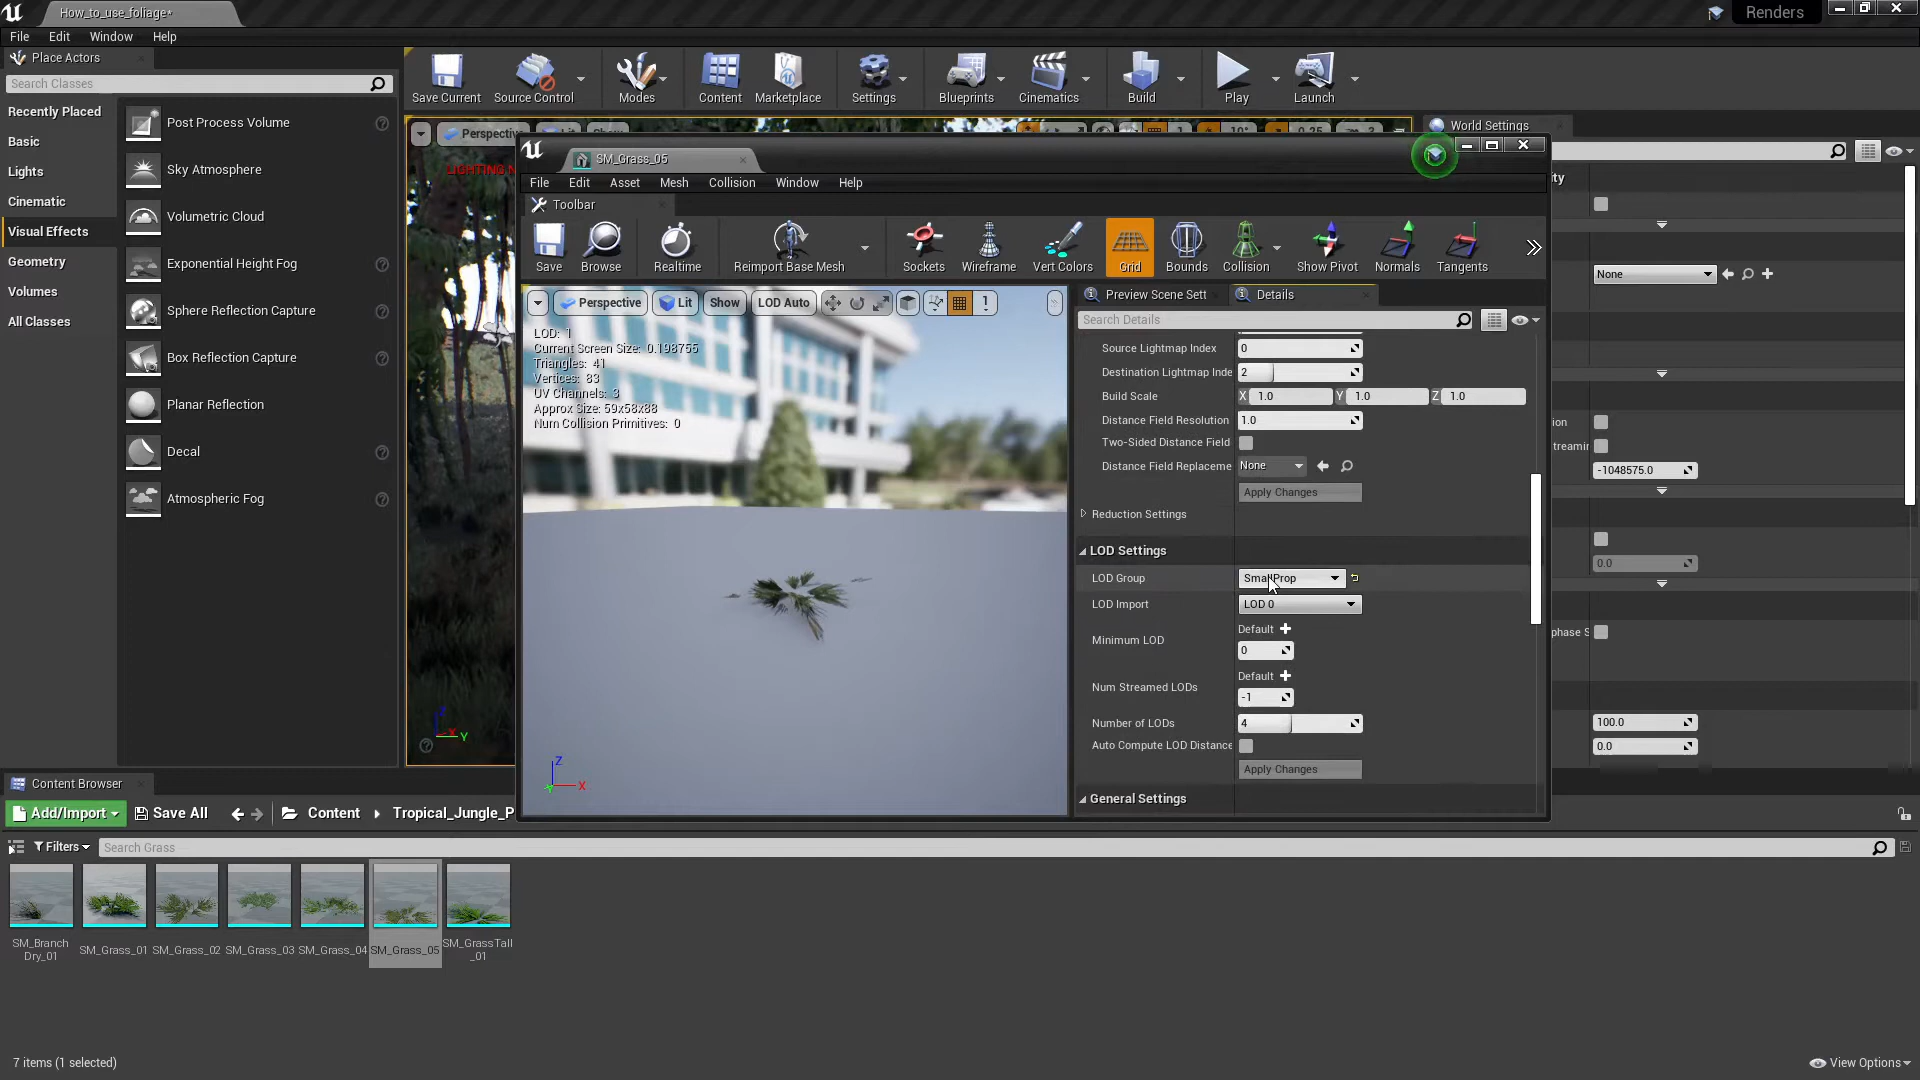 How_to_use_foliage*
Renders
File Edit Window Help
Place Actors
Search Classes
Recently Placed
Basic
Lights
Cinematic
Visual Effects
Geometry
Volumes
All Classes
Post Process Volume
Sky Atmosphere
Volumetric Cloud
Exponential Height Fog
Sphere Reflection Capture
Box Reflection Capture
Planar Reflection
Decal
Atmospheric Fog
Save Current
Source Control
Modes
Content
Marketplace
Settings
Blueprints
Cinematics
Build
Play
Launch
Perspective
Lit
Show
LIGHTING N
World Settings
SM_Grass_05
File Edit Asset Mesh Collision Window Help
Toolbar
Save
Browse
Realtime
Reimport Base Mesh
Sockets
Wireframe
Vert Colors
Grid
Bounds
Collision
Show Pivot
Normals
Tangents
Perspective
Lit
Show
LOD Auto
1
LOD: 1
Current Screen Size: 0.198755
Triangles: 41
Vertices: 83
UV Channels: 3
Approx Size: 59x58x88
Num Collision Primitives: 0
Z
X
Y
Preview Scene Sett
Details
Search Details
Source Lightmap Index 0
Destination Lightmap Inde 2
Build Scale X 1.0 Y 1.0 Z 1.0
Distance Field Resolution 1.0
Two-Sided Distance Field
Distance Field Replaceme None
Apply Changes
Reduction Settings
LOD Settings
LOD Group SmallProp
LOD Import LOD 0
Minimum LOD Default 0
Num Streamed LODs Default -1
Number of LODs 4
Auto Compute LOD Distance
Apply Changes
General Settings
ity
None
ion
treamin
-1048575.0
0.0
phase S
100.0
0.0
Z
X
Y
Content Browser
Add/Import
Save All
Content
Tropical_Jungle_P
Filters
Search Grass
SM_Branch
Dry_01
SM_Grass_01
SM_Grass_02
SM_Grass_03
SM_Grass_04
SM_Grass_05
SM_GrassTall
_01
7 items (1 selected)
View Options